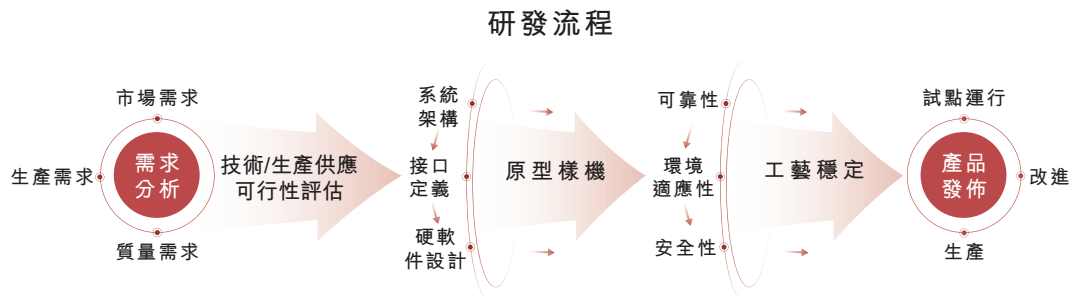 研發流程
市場需求
生產需求
需求
分析
質量需求
技術/生產供應
可行性評估
系統
架構
接口
定義
硬軟
件設計
原型樣機
可靠性
環境
適應性
安全性
工藝穩定
試點運行
產品
發佈
改進
生產